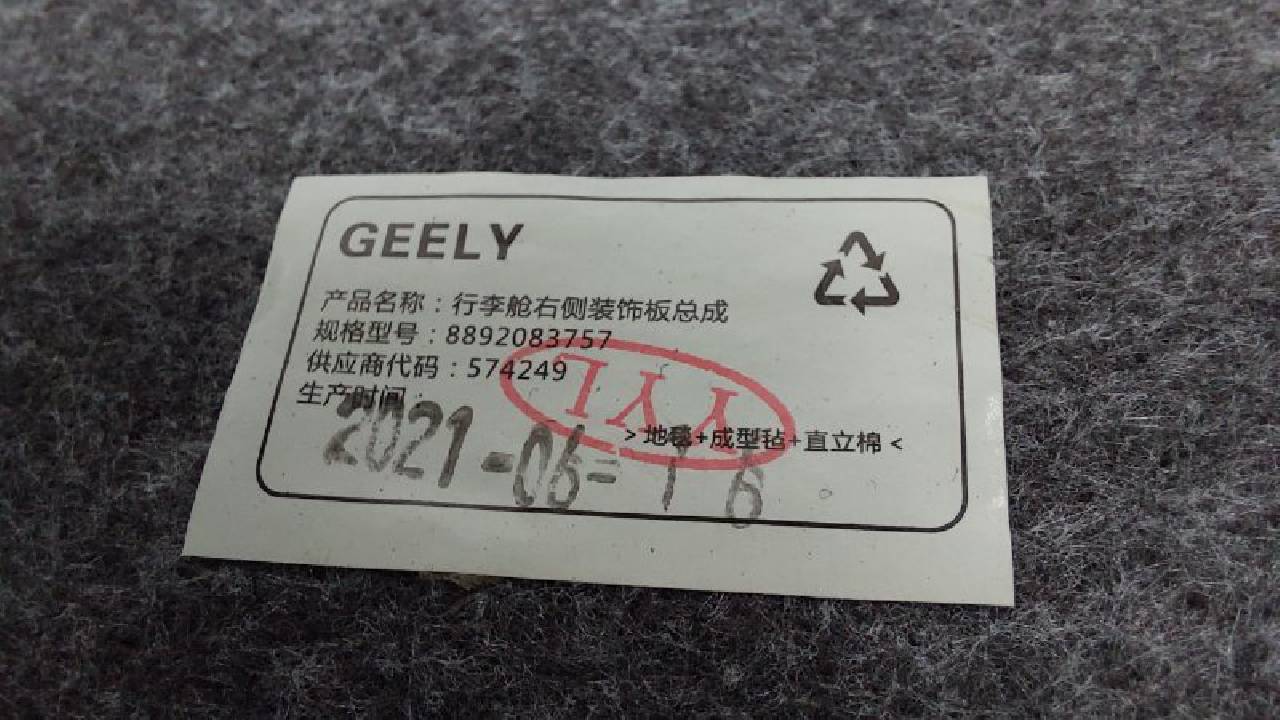 GEELY
产品名称：行李舱右侧装饰板总成
规格型号：8892083757
供应商代码：574249
生产时间
2021-06-16
>地毯+成型毡+直立棉<